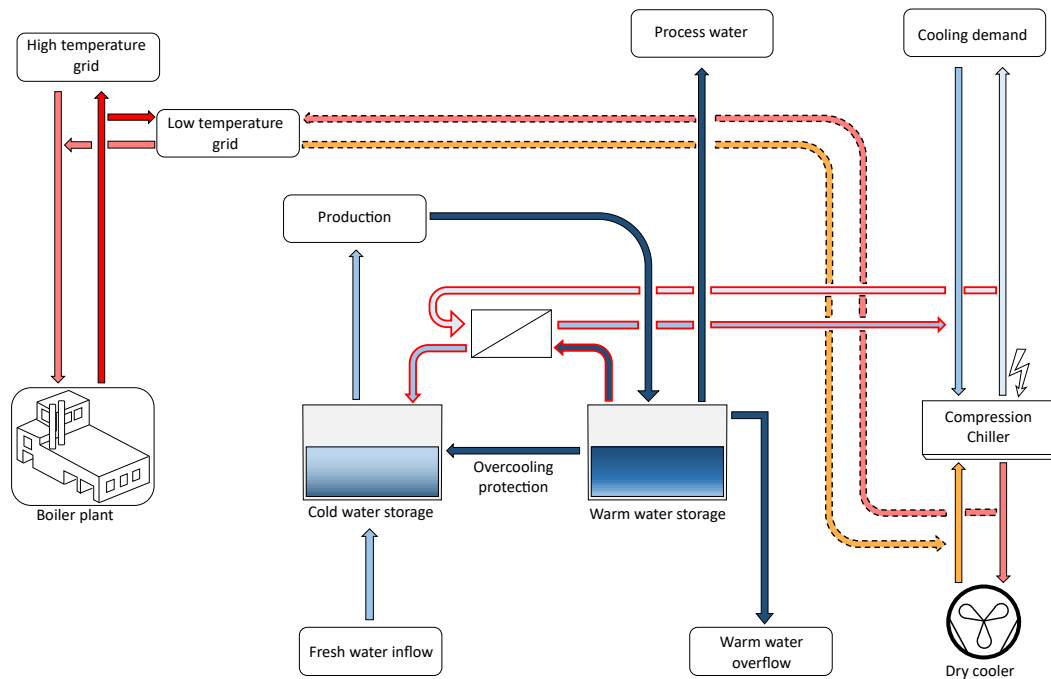 High temperature
grid
Process water
Cooling demand
Low temperature
grid
Production
Compression
Chiller
Overcooling
protection
Boiler plant
Cold water storage
Warm water storage
Fresh water inflow
Warm water
overflow
Dry cooler